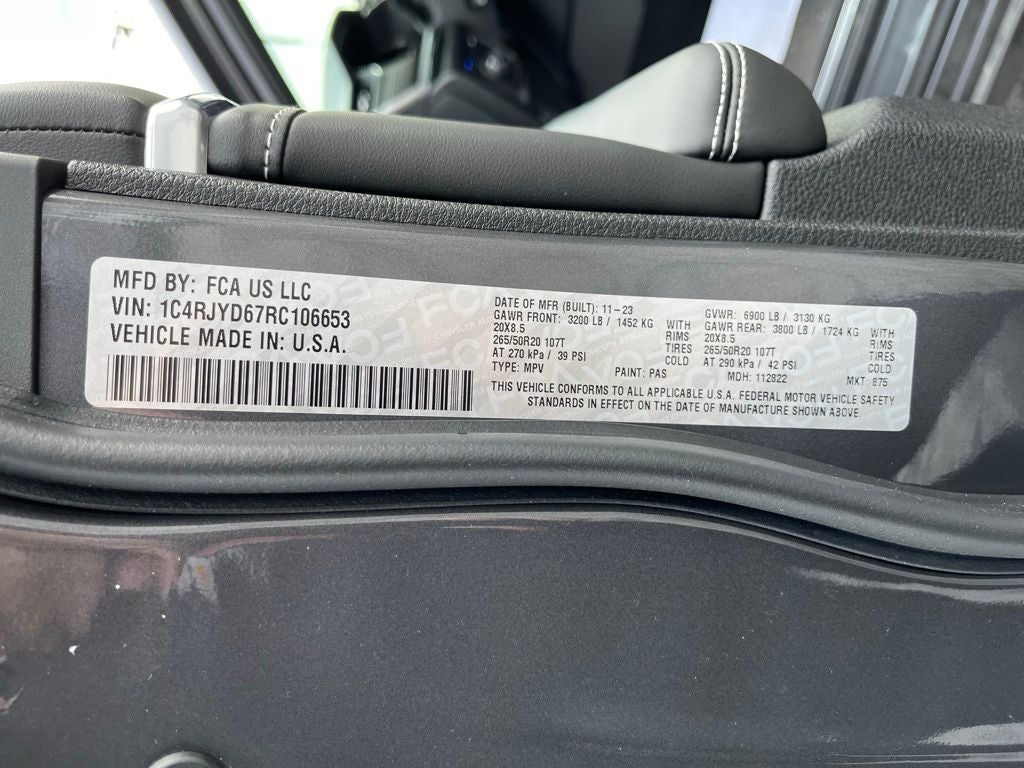 MFD BY: FCA US LLC
VIN: 1C4RJYD67RC106653
VEHICLE MADE IN: U.S.A.
DATE OF MFR (BUILT): 11-23
GAWR FRONT: 3200 LB / 1452 KG WITH
20X8.5 RIMS
265/50R20 107T TIRES
AT 270 kPa / 39 PSI COLD
TYPE: MPV PAINT: PAS
GVWR: 6900 LB / 3130 KG
GAWR REAR: 3800 LB / 1724 KG WITH
20X8.5 RIMS
265/50R20 107T TIRES
AT 290 kPa / 42 PSI COLD
MDH: 112822 MKT: 875
THIS VEHICLE CONFORMS TO ALL APPLICABLE U.S.A. FEDERAL MOTOR VEHICLE SAFETY
STANDARDS IN EFFECT ON THE DATE OF MANUFACTURE SHOWN ABOVE.